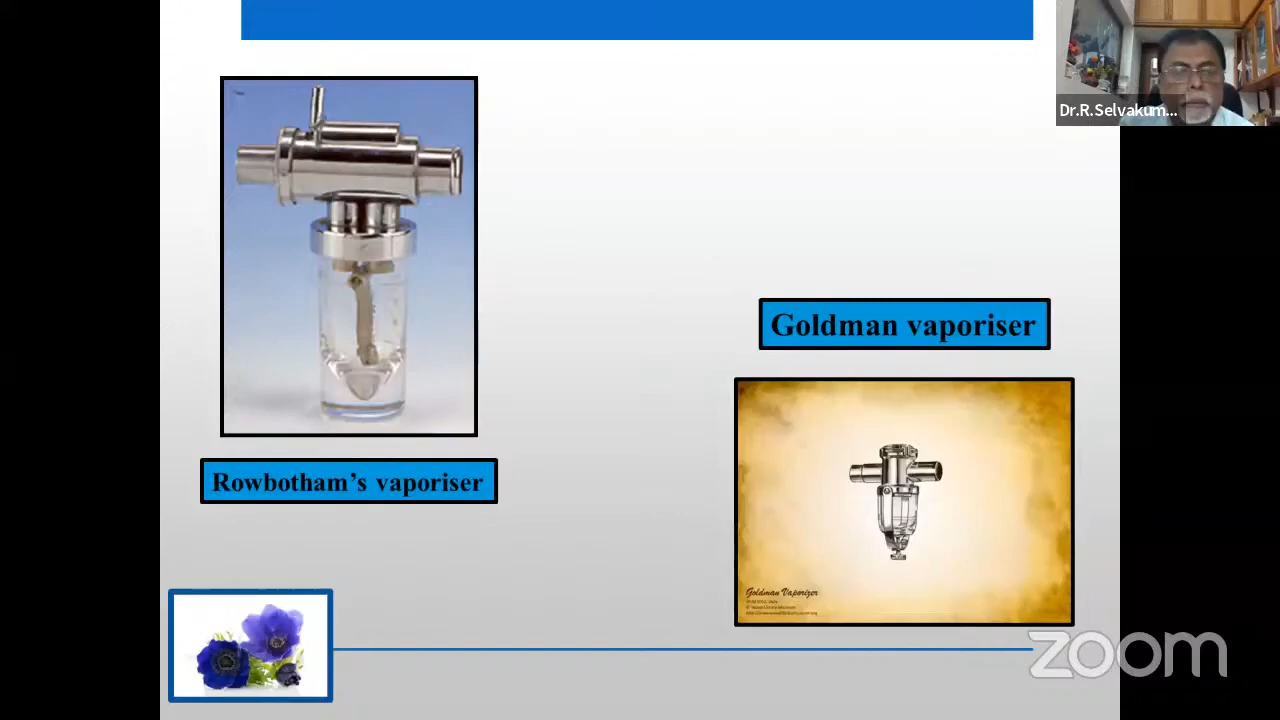 Dr.R.Selvakum...
Goldman vaporiser
Rowbotham's vaporiser
Goldman Vaporizer
zoom